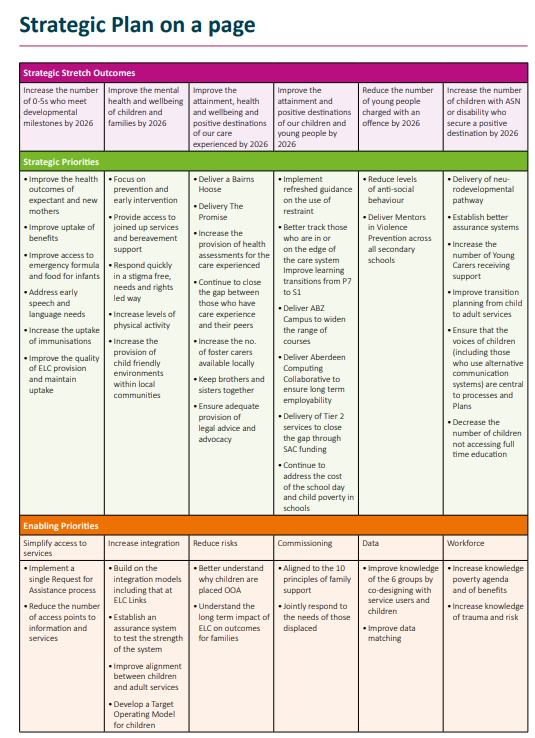 Strategic Plan on a page
Strategic Stretch Outcomes
Increase the number
of 0-5s who meet
developmental
milestones by 2026
Improve the mental
health and wellbeing
of children and
families by 2026
Improve the
attainment, health
and wellbeing and
positive destinations
of our care
experienced by 2026
Improve the
attainment and
positive destinations
of our children and
young people by
2026
Reduce the number
of young people
charged with an
offence by 2026
Increase the number
of children with ASN
or disability who
secure a positive
destination by 2026
Strategic Priorities
• Improve the health
outcomes of
expectant and new
mothers
• Improve uptake of
benefits
• Improve access to
emergency formula
and food for infants
• Address early
speech and
language needs
• Increase the uptake
of immunisations
• Improve the quality
of ELC provision
and maintain
uptake
• Focus on
prevention and
early intervention
• Provide access to
joined up services
and bereavement
support
• Respond quickly
in a stigma free,
needs and rights
led way
• Increase levels of
physical activity
• Increase the
provision of
child friendly
environments
within local
communities
• Deliver a Bairns
Hoose
• Delivery The
Promise
• Increase the
provision of health
assessments for the
care experienced
• Continue to close
the gap between
those who have
care experience
and their peers
• Increase the no.
of foster carers
available locally
• Keep brothers and
sisters together
• Ensure adequate
provision of
legal advice and
advocacy
• Implement
refreshed guidance
on the use of
restraint
• Better track those
who are in or
on the edge of
the care system
Improve learning
transitions from P7
to S1
• Deliver ABZ
Campus to widen
the range of
courses
• Deliver Aberdeen
Computing
Collaborative to
ensure long term
employability
• Delivery of Tier 2
services to close
the gap through
SAC funding
• Continue to
address the cost
of the school day
and child poverty in
schools
• Reduce levels
of anti-social
behaviour
• Deliver Mentors
in Violence
Prevention across
all secondary
schools
• Delivery of neu-
rodevelopmental
pathway
• Establish better
assurance systems
• Increase the
number of Young
Carers receiving
support
• Improve transition
planning from child
to adult services
• Ensure that the
voices of children
(including those
who use alternative
communication
systems) are central
to processes and
Plans
• Decrease the
number of children
not accessing full
time education
Enabling Priorities
Simplify access to
services
Increase integration
Reduce risks
Commissioning
Data
Workforce
• Implement a
single Request for
Assistance process
• Reduce the number
of access points to
information and
services
• Build on the
integration models
including that at
ELC Links
• Establish an
assurance system
to test the strength
of the system
• Improve alignment
between children
and adult services
• Develop a Target
Operating Model
for children
• Better understand
why children are
placed OOA
• Understand the
long term impact of
ELC on outcomes
for families
• Aligned to the 10
principles of family
support
• Jointly respond to
the needs of those
displaced
• Improve knowledge
of the 6 groups by
co-designing with
service users and
children
• Improve data
matching
• Increase knowledge
poverty agenda
and of benefits
• Increase knowledge
of trauma and risk